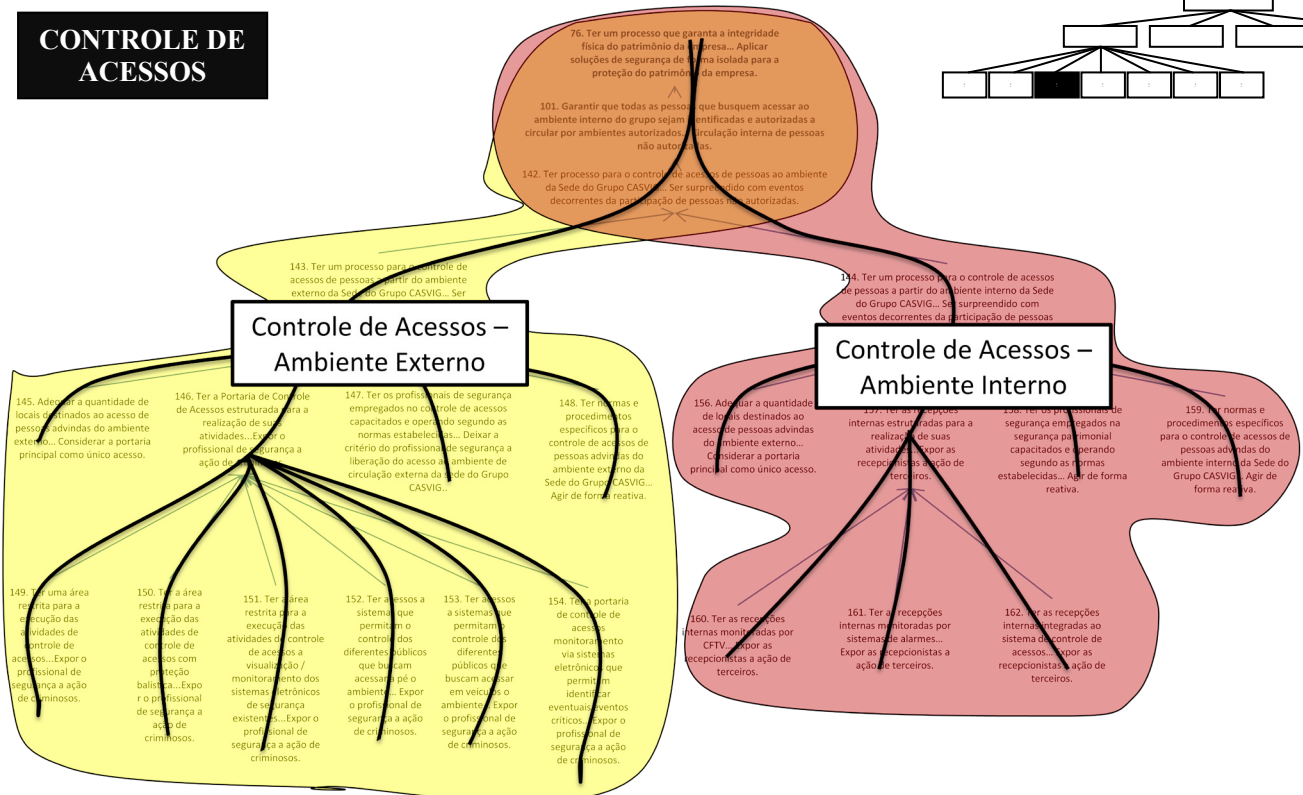 CONTROLE DE
ACESSOS
76. Ter um processo que garanta a integridade
física do patrimônio da empresa... Aplicar
soluções de segurança de forma isolada para a
proteção do patrimônio da empresa.
101. Garantir que todas as pessoas que busquem acessar ao
ambiente interno do grupo sejam identificadas e autorizadas a
circular por ambientes autorizados... Circulação interna de pessoas
não autorizadas.
142. Ter processo para o controle de acessos de pessoas ao ambiente
da Sede do Grupo CASVIG... Ser surpreendido com eventos
decorrentes da participação de pessoas não autorizadas.
143. Ter um processo para o controle de
acessos de pessoas a partir do ambiente
externo da Sede do Grupo CASVIG... Ser
Controle de Acessos –
Ambiente Externo
144. Ter um processo para o controle de acessos
de pessoas a partir do ambiente interno da Sede
do Grupo CASVIG... Ser surpreendido com
eventos decorrentes da participação de pessoas
Controle de Acessos –
Ambiente Interno
145. Adequar a quantidade de
locais destinados ao acesso de
pessoas advindas do ambiente
externo... Considerar a portaria
principal como único acesso.
146. Ter a Portaria de Controle
de Acessos estruturada para a
realização de suas
atividades...Expor o
profissional de segurança a
ação de
147. Ter os profissionais de segurança
empregados no controle de acessos
capacitados e operando segundo as
normas estabelecidas... Deixar a
critério do profissional de segurança a
liberação do acesso ao ambiente de
circulação externa da sede do Grupo
CASVIG..
148. Ter normas e
procedimentos
específicos para o
controle de acessos de
pessoas advindos do
ambiente externo da
Sede do Grupo CASVIG...
Agir de forma reativa.
156. Adequar a quantidade
de locais destinados ao
acesso de pessoas advindas
do ambiente externo...
Considerar a portaria
principal como único acesso.
157. Ter as recepções
internas estruturadas para a
realização de suas
atividades...Expor as
recepcionistas a ação de
terceiros.
158. Ter os profissionais de
segurança empregados na
segurança patrimonial
capacitados e operando
segundo as normas
estabelecidas... Agir de forma
reativa.
159. Ter normas e
procedimentos específicos
para o controle de acessos de
pessoas advindas do
ambiente interno da Sede do
Grupo CASVIG... Agir de
forma reativa.
149. Ter uma área
restrita para a
execução das
atividades de
controle de
acessos...Expor o
profissional de
segurança a ação
de criminosos.
150. Ter a área
restrita para a
execução das
atividades de
controle de
acessos com
proteção
balística...Expo
r o profissional
de segurança a
ação de
criminosos.
151. Ter a área
restrita para a
execução das
atividades de controle
de acessos a
visualização /
monitoramento dos
sistemas eletrônicos
de segurança
existentes...Expor o
profissional de
segurança a ação de
criminosos.
152. Ter acessos a
sistemas que
permitam o
controle dos
diferentes públicos
que buscam
acessar a pé o
ambiente... Expor
o profissional de
segurança a ação
de criminosos.
153. Ter acessos
a sistemas que
permitam o
controle dos
diferentes
públicos que
buscam acessar
em veículos o
ambiente... Expor
o profissional de
segurança a ação
de criminosos.
154. Ter a portaria
de controle de
acessos
monitoramento
via sistemas
eletrônicos que
permitam
identificar
eventuais eventos
críticos... Expor o
profissional de
segurança a ação
de criminosos.
160. Ter as recepções
internas monitoradas por
CFTV... Expor as
recepcionistas a ação de
terceiros.
161. Ter as recepções
internas monitoradas por
sistemas de alarmes...
Expor as recepcionistas a
ação de terceiros.
162. Ter as recepções
internas integradas ao
sistema de controle de
acessos... Expor as
recepcionistas a ação de
terceiros.